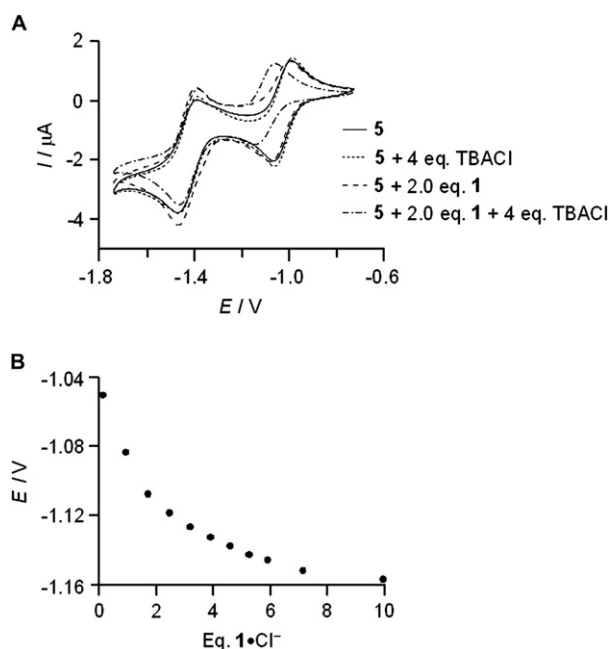 A
2
0
-2
-4
I / μA
-1.8
-1.4
-1.0
-0.6
E / V
5
5 + 4 eq. TBACl
5 + 2.0 eq. 1
5 + 2.0 eq. 1 + 4 eq. TBACl
B
-1.04
-1.08
-1.12
-1.16
E / V
0
2
4
6
8
10
Eq. 1•Cl⁻